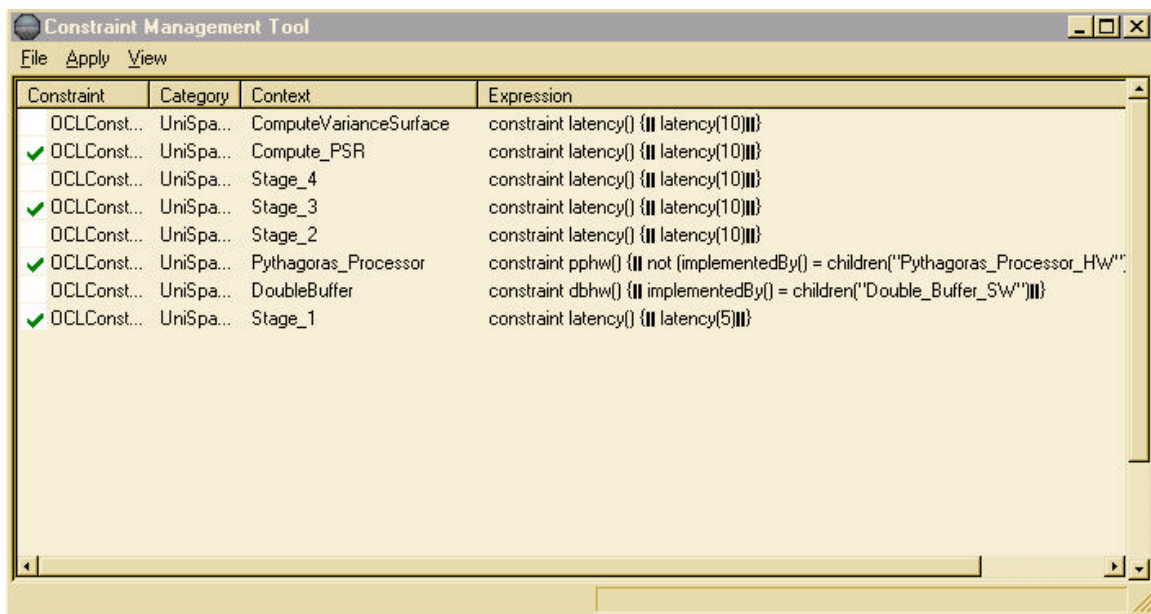 Constraint Management Tool
File Apply View
Constraint Category Context Expression
OCLConst... UniSpa... ComputeVarianceSurface constraint latency() {|| latency(10)||}
OCLConst... UniSpa... Compute_PSR constraint latency() {|| latency(10)||}
OCLConst... UniSpa... Stage_4 constraint latency() {|| latency(10)||}
OCLConst... UniSpa... Stage_3 constraint latency() {|| latency(10)||}
OCLConst... UniSpa... Stage_2 constraint latency() {|| latency(10)||}
OCLConst... UniSpa... Pythagoras_Processor constraint pphw() {|| not (implementedBy() = children("Pythagoras_Processor_HW")
OCLConst... UniSpa... DoubleBuffer constraint dbhw() {|| implementedBy() = children("Double_Buffer_SW")||}
OCLConst... UniSpa... Stage_1 constraint latency() {|| latency(5)||}